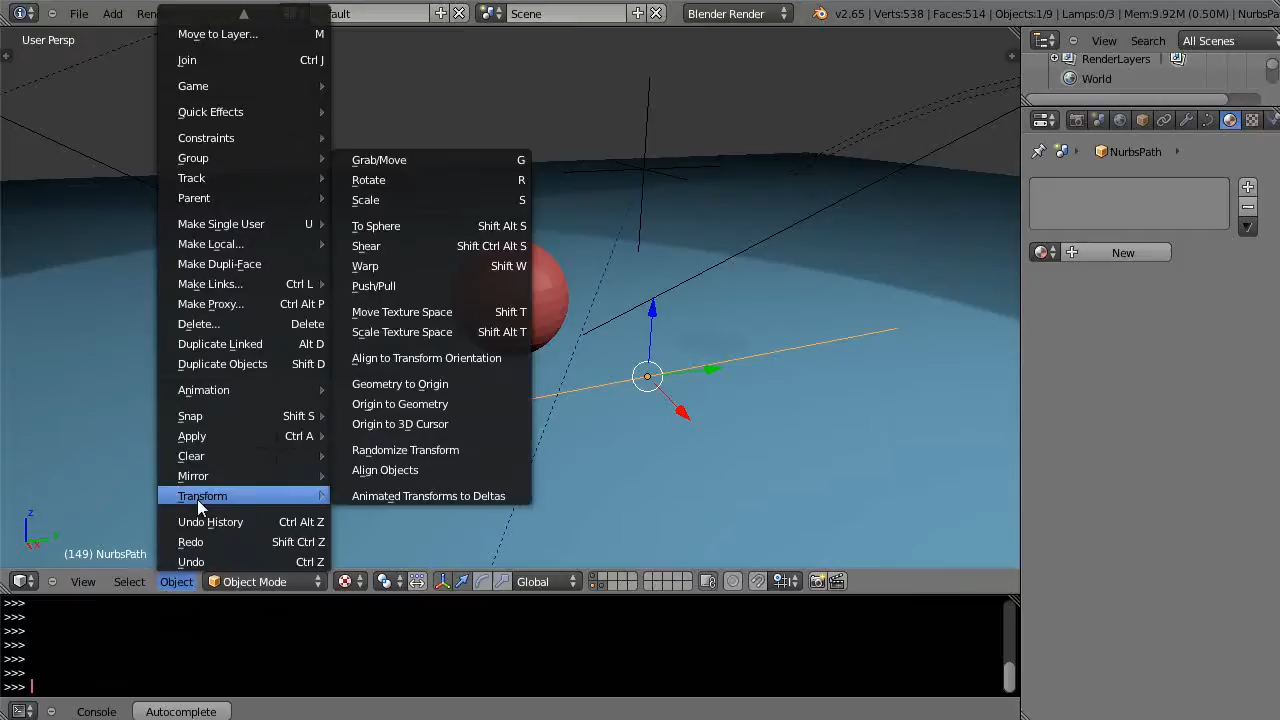 File
Add
Ren
ault
Scene
Blender Render
v2.65 | Verts:538 | Faces:514 | Objects:1/9 | Lamps:0/3 | Mem:9.92M (0.50M) | NurbsPa
User Persp
View
Search
All Scenes
RenderLayers
World
NurbsPath
New
Move to Layer... M
Join Ctrl J
Game
Quick Effects
Constraints
Group
Track
Parent
Make Single User U
Make Local...
Make Dupli-Face
Make Links... Ctrl L
Make Proxy... Ctrl Alt P
Delete... Delete
Duplicate Linked Alt D
Duplicate Objects Shift D
Animation
Snap Shift S
Apply Ctrl A
Clear
Mirror
Transform
Undo History Ctrl Alt Z
Redo Shift Ctrl Z
Undo Ctrl Z
Grab/Move G
Rotate R
Scale S
To Sphere Shift Alt S
Shear Shift Ctrl Alt S
Warp Shift W
Push/Pull
Move Texture Space Shift T
Scale Texture Space Shift Alt T
Align to Transform Orientation
Geometry to Origin
Origin to Geometry
Origin to 3D Cursor
Randomize Transform
Align Objects
Animated Transforms to Deltas
z
y
x
(149) NurbsPath
View
Select
Object
Object Mode
Global
>>>
>>>
>>>
>>>
>>>
>>>
>>>
Console
Autocomplete